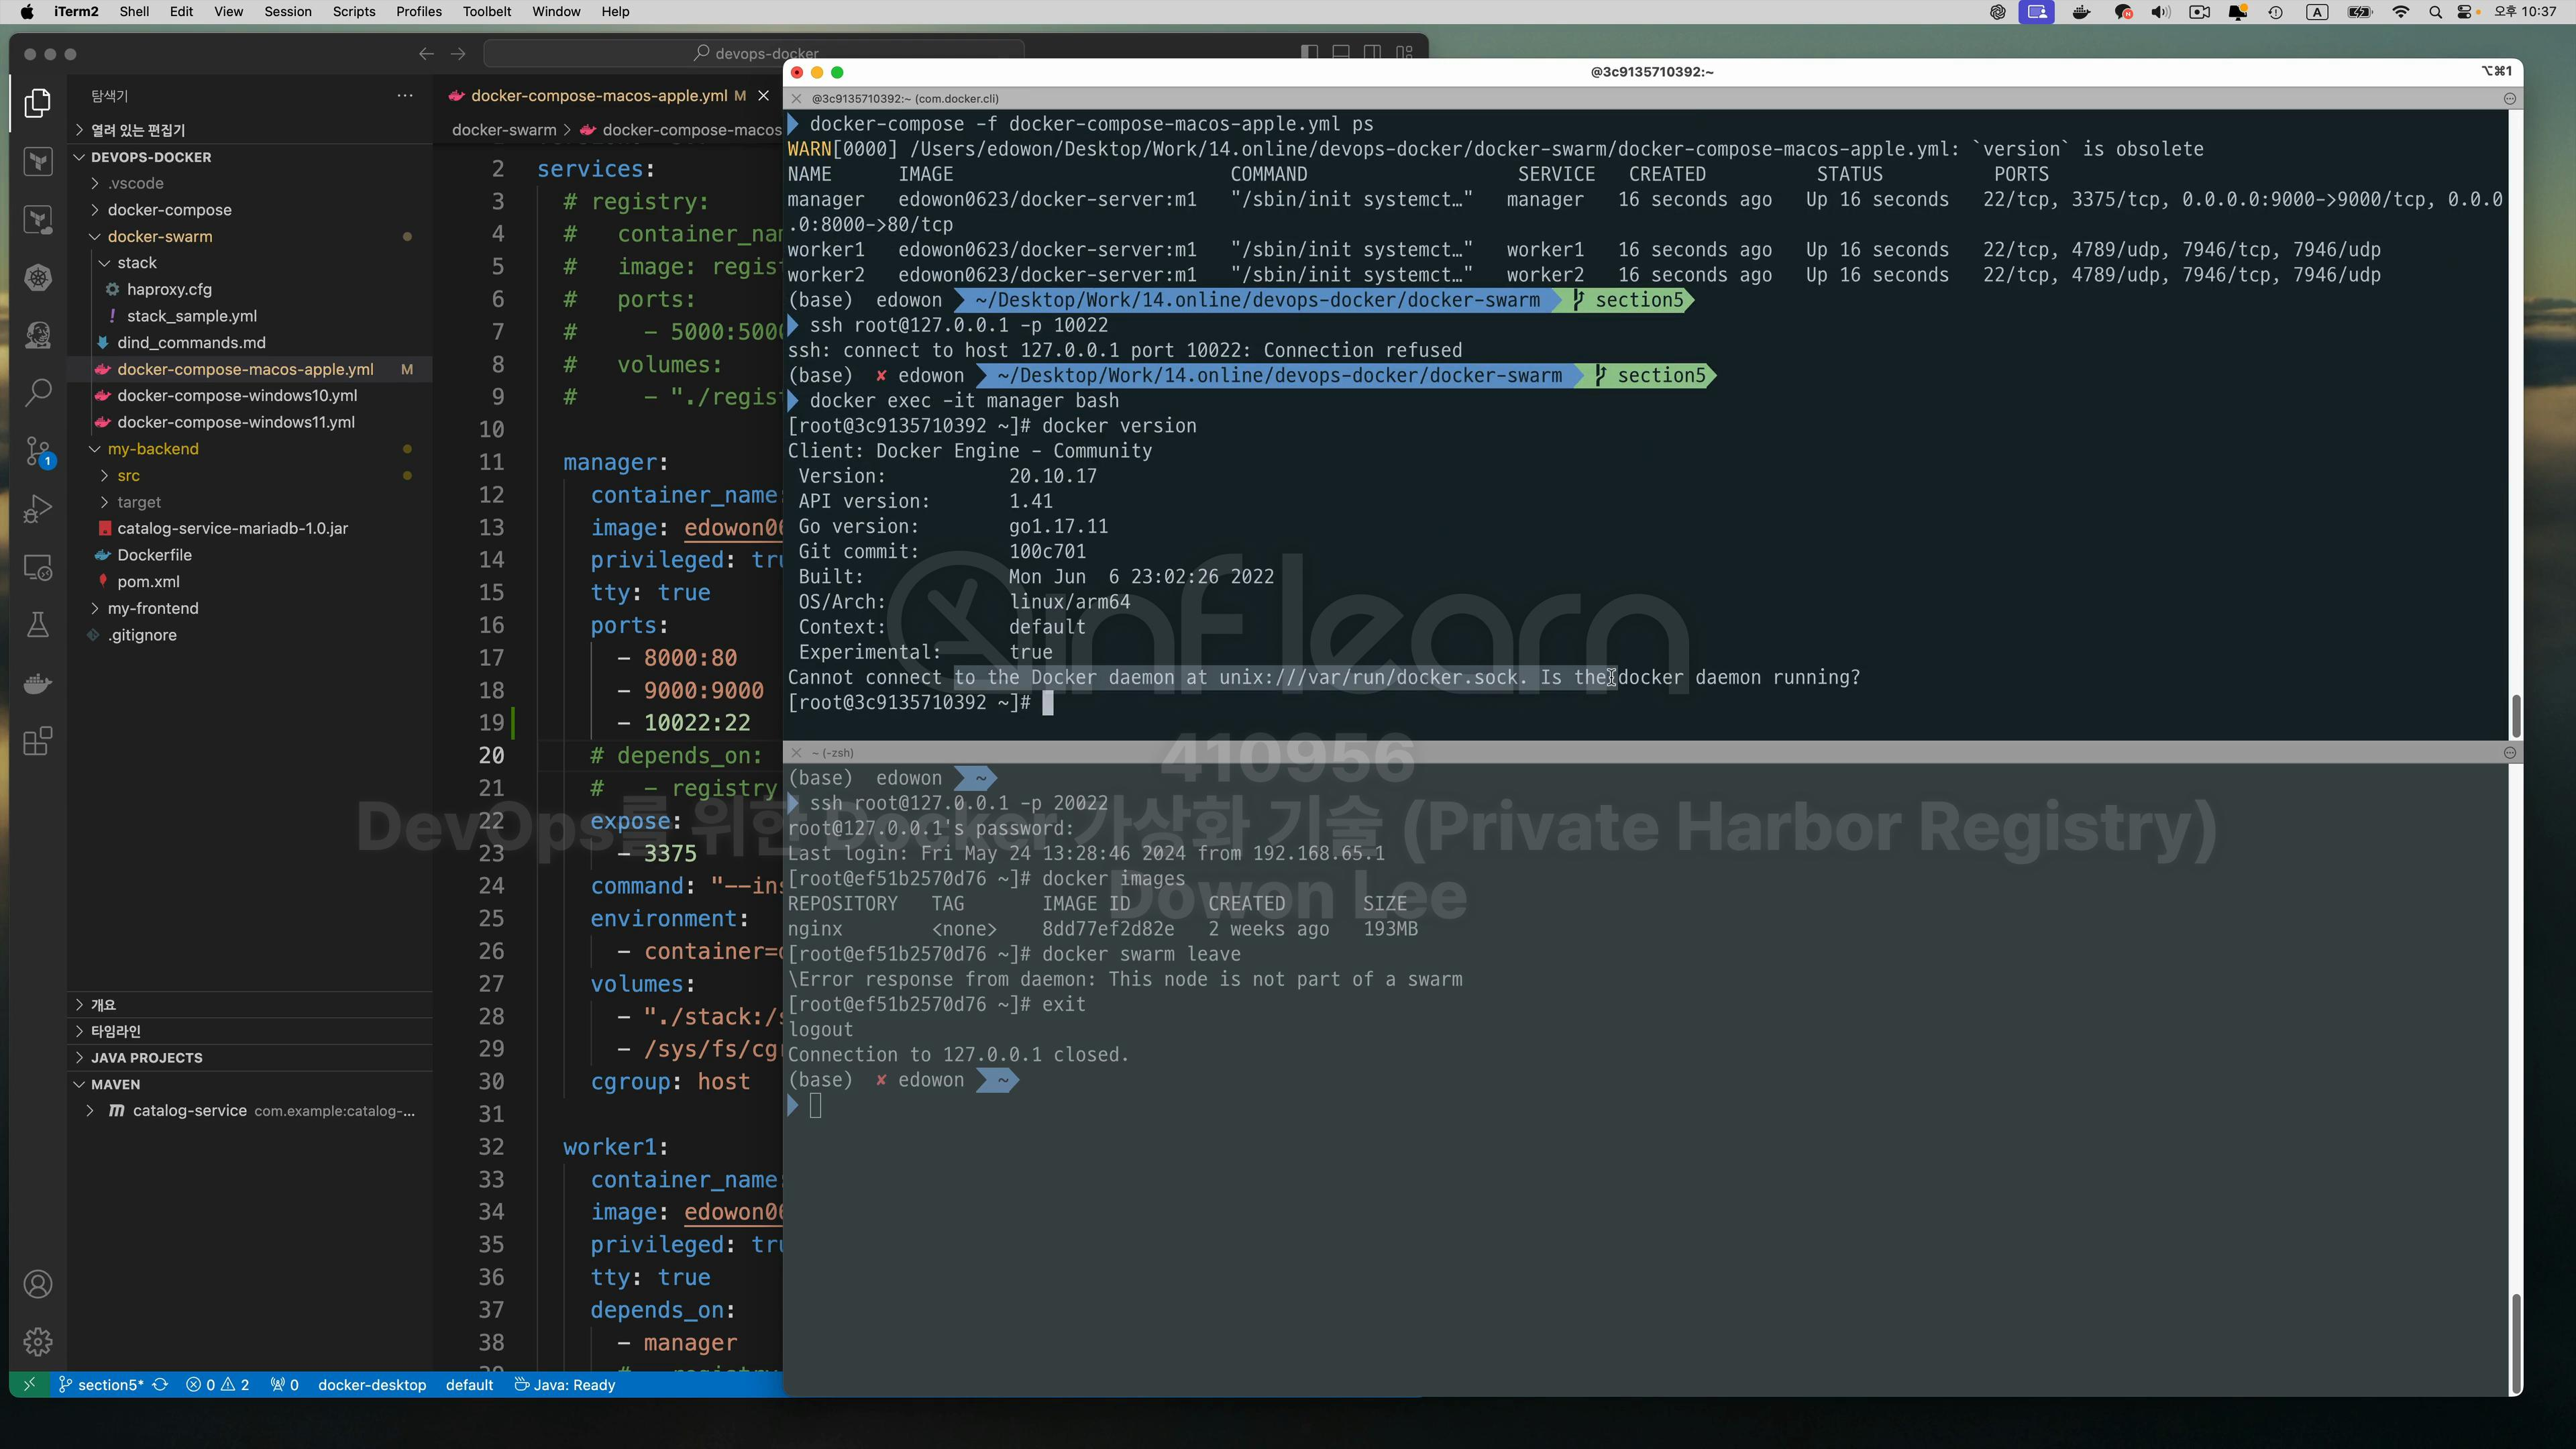 iTerm2 Shell Edit View Session Scripts Profiles Toolbelt Window Help
A 오후 10:37
devops-docker
탐색기 ···
열려 있는 편집기
DEVOPS-DOCKER
.vscode
docker-compose
docker-swarm
stack
haproxy.cfg
! stack_sample.yml
dind_commands.md
docker-compose-macos-apple.yml M
docker-compose-windows10.yml
docker-compose-windows11.yml
my-backend
src
target
catalog-service-mariadb-1.0.jar
Dockerfile
pom.xml
my-frontend
.gitignore
1
개요
타임라인
JAVA PROJECTS
MAVEN
catalog-service com.example:catalog-...
section5* 0 2 0 docker-desktop default Java: Ready
docker-compose-macos-apple.yml M
docker-swarm > docker-compose-macos
2 services:
3 # registry:
4 # container_nam
5 # image: regist
6 # ports:
7 # - 5000:5000
8 # volumes:
9 # - "./regist
10
11 manager:
12 container_name:
13 image: edowon06
14 privileged: tru
15 tty: true
16 ports:
17 - 8000:80
18 - 9000:9000
19 - 10022:22
20 # depends_on:
21 # - registry
22 expose:
23 - 3375
24 command: "--ins
25 environment:
26 - container=d
27 volumes:
28 - "./stack:/s
29 - /sys/fs/cgr
30 cgroup: host
31
32 worker1:
33 container_name:
34 image: edowon06
35 privileged: tru
36 tty: true
37 depends_on:
38 - manager
@3c9135710392:~ ⌥⌘1
@3c9135710392:~ (com.docker.cli)
docker-compose -f docker-compose-macos-apple.yml ps
WARN[0000] /Users/edowon/Desktop/Work/14.online/devops-docker/docker-swarm/docker-compose-macos-apple.yml: `version` is obsolete
NAME IMAGE COMMAND SERVICE CREATED STATUS PORTS
manager edowon0623/docker-server:m1 "/sbin/init systemct…" manager 16 seconds ago Up 16 seconds 22/tcp, 3375/tcp, 0.0.0.0:9000->9000/tcp, 0.0.0
.0:8000->80/tcp
worker1 edowon0623/docker-server:m1 "/sbin/init systemct…" worker1 16 seconds ago Up 16 seconds 22/tcp, 4789/udp, 7946/tcp, 7946/udp
worker2 edowon0623/docker-server:m1 "/sbin/init systemct…" worker2 16 seconds ago Up 16 seconds 22/tcp, 4789/udp, 7946/tcp, 7946/udp
(base) edowon ~/Desktop/Work/14.online/devops-docker/docker-swarm section5
ssh root@127.0.0.1 -p 10022
ssh: connect to host 127.0.0.1 port 10022: Connection refused
(base) ✘ edowon ~/Desktop/Work/14.online/devops-docker/docker-swarm section5
docker exec -it manager bash
[root@3c9135710392 ~]# docker version
Client: Docker Engine - Community
Version: 20.10.17
API version: 1.41
Go version: go1.17.11
Git commit: 100c701
Built: Mon Jun 6 23:02:26 2022
OS/Arch: linux/arm64
Context: default
Experimental: true
Cannot connect to the Docker daemon at unix:///var/run/docker.sock. Is the docker daemon running?
[root@3c9135710392 ~]#
~ (-zsh)
(base) edowon ~
ssh root@127.0.0.1 -p 20022
root@127.0.0.1's password:
Last login: Fri May 24 13:28:46 2024 from 192.168.65.1
[root@ef51b2570d76 ~]# docker images
REPOSITORY TAG IMAGE ID CREATED SIZE
nginx <none> 8dd77ef2d82e 2 weeks ago 193MB
[root@ef51b2570d76 ~]# docker swarm leave
\Error response from daemon: This node is not part of a swarm
[root@ef51b2570d76 ~]# exit
logout
Connection to 127.0.0.1 closed.
(base) ✘ edowon ~
inflearn
410956
DevOps를 위한 Docker 가상화 기술 (Private Harbor Registry)
Dowon Lee